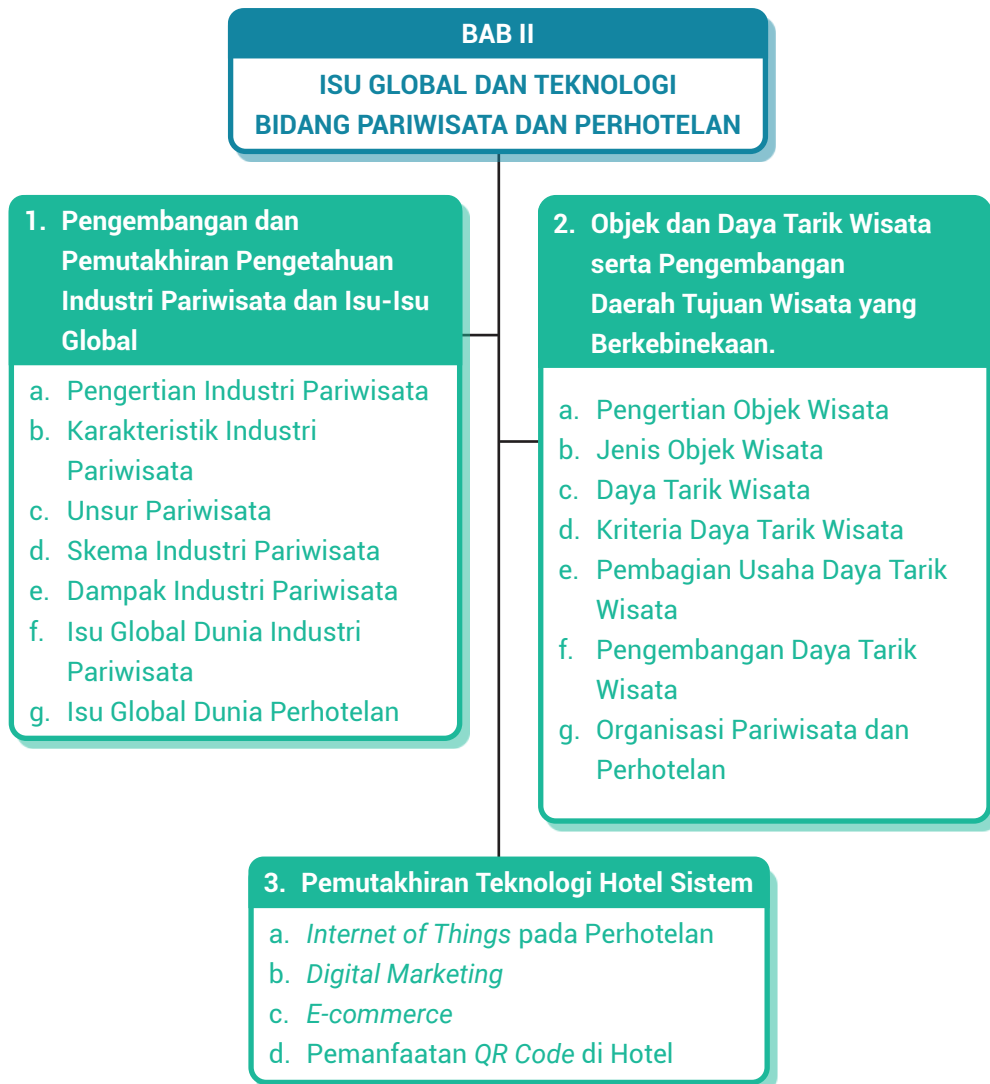 BAB II
ISU GLOBAL DAN TEKNOLOGI
BIDANG PARIWISATA DAN PERHOTELAN
1. Pengembangan dan
Pemutakhiran Pengetahuan
Industri Pariwisata dan Isu-Isu
Global
a. Pengertian Industri Pariwisata
b. Karakteristik Industri
Pariwisata
c. Unsur Pariwisata
d. Skema Industri Pariwisata
e. Dampak Industri Pariwisata
f. Isu Global Dunia Industri
Pariwisata
g. Isu Global Dunia Perhotelan
2. Objek dan Daya Tarik Wisata
serta Pengembangan
Daerah Tujuan Wisata yang
Berkebinekaan.
a. Pengertian Objek Wisata
b. Jenis Objek Wisata
c. Daya Tarik Wisata
d. Kriteria Daya Tarik Wisata
e. Pembagian Usaha Daya Tarik
Wisata
f. Pengembangan Daya Tarik
Wisata
g. Organisasi Pariwisata dan
Perhotelan
3. Pemutakhiran Teknologi Hotel Sistem
a. Internet of Things pada Perhotelan
b. Digital Marketing
c. E-commerce
d. Pemanfaatan QR Code di Hotel